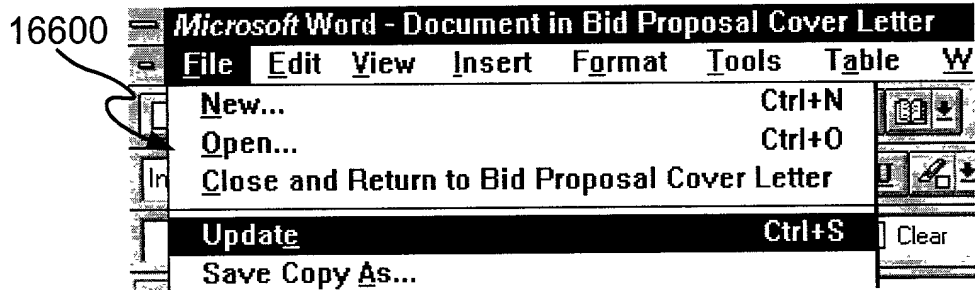 16600
Microsoft Word - Document in Bid Proposal Cover Letter
File Edit View Insert Format Tools Table W
New... Ctrl+N
Open... Ctrl+O
In
Close and Return to Bid Proposal Cover Letter U
Update Ctrl+S Clear
Save Copy As...